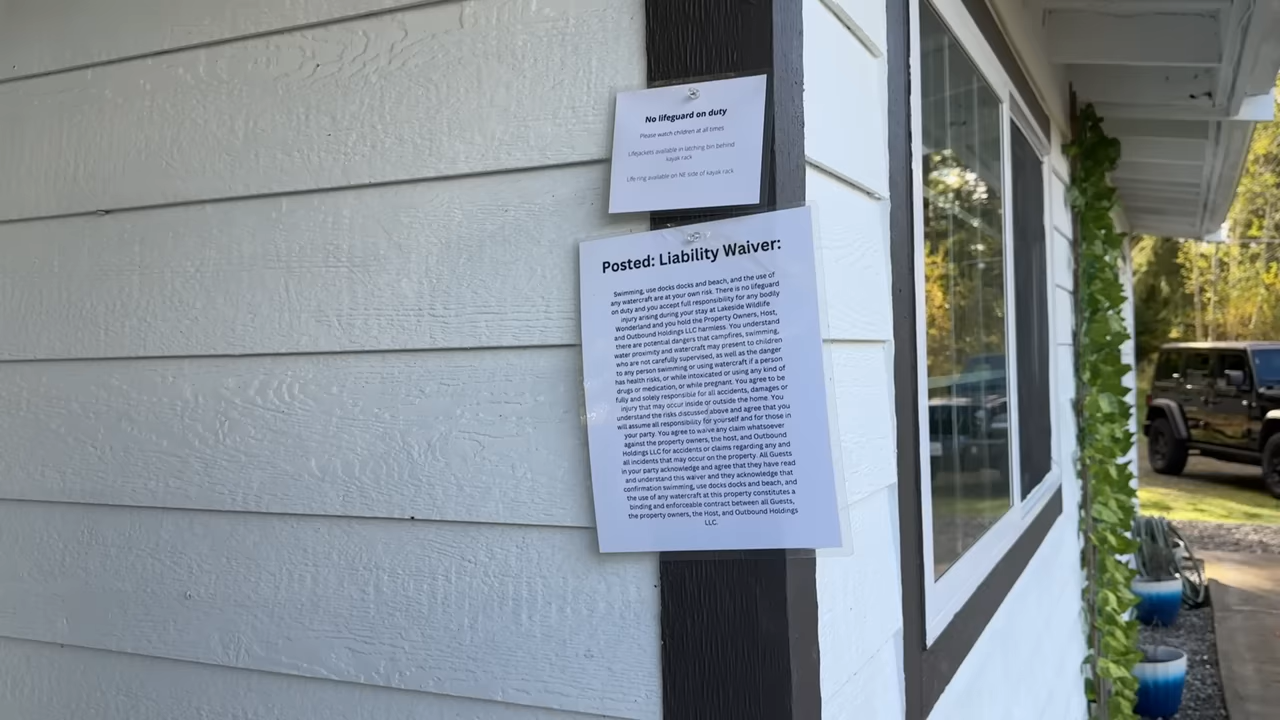 No lifeguard on duty
Please watch children at all times
Lifejackets available in latching bin behind
kayak rack
Life ring available on NE side of kayak rack
Posted: Liability Waiver:
Swimming, use docks docks and beach, and the use of
any watercraft are at your own risk. There is no lifeguard
on duty and you accept full responsibility for any bodily
injury arising during your stay at Lakeside Wildlife
Wonderland and you hold the Property Owners, Host,
and Outbound Holdings LLC harmless. You understand
there are potential dangers that campfires, swimming,
water proximity and watercraft may present to children
who are not carefully supervised, as well as the danger
to any person swimming or using watercraft if a person
has health risks, or while intoxicated or using any kind of
drugs or medication, or while pregnant. You agree to be
fully and solely responsible for all accidents, damages or
injury that may occur inside or outside the home. You
understand the risks discussed above and agree that you
will assume all responsibility for yourself and for those in
your party. You agree to waive any claim whatsoever
against the property owners, the host, and Outbound
Holdings LLC for accidents or claims regarding any and
all incidents that may occur on the property. All Guests
in your party acknowledge and agree that they have read
and understand this waiver and they acknowledge that
confirmation swimming, use docks docks and beach, and
the use of any watercraft at this property constitutes a
binding and enforceable contract between all Guests,
the property owners, the Host, and Outbound Holdings
LLC.